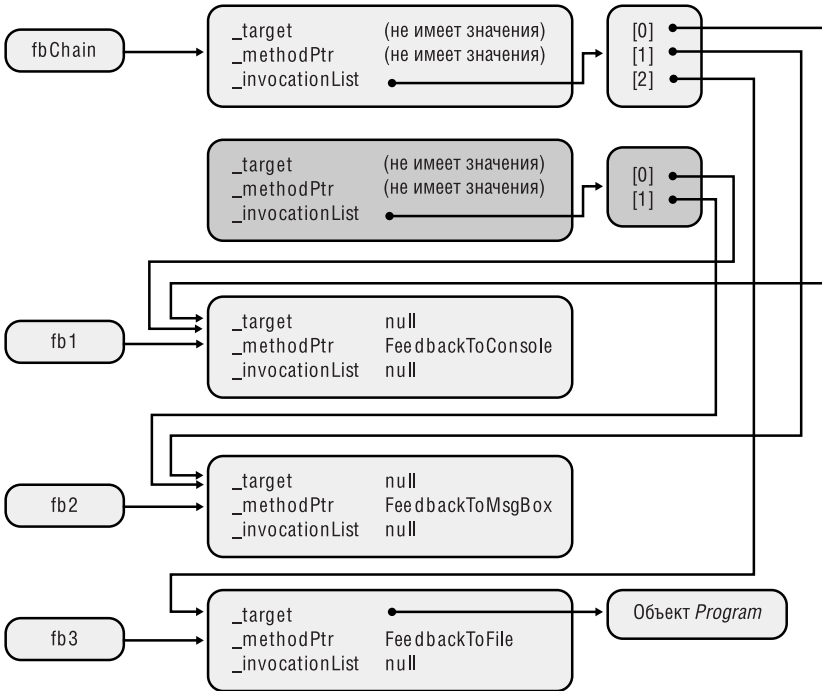 fbChain
_target (не имеет значения)
_methodPtr (не имеет значения)
_invocationList
[0]
[1]
[2]
_target (не имеет значения)
_methodPtr (не имеет значения)
_invocationList
[0]
[1]
fb1
_target null
_methodPtr FeedbackToConsole
_invocationList null
fb2
_target null
_methodPtr FeedbackToMsgBox
_invocationList null
fb3
_target
_methodPtr FeedbackToFile
_invocationList null
Объект Program